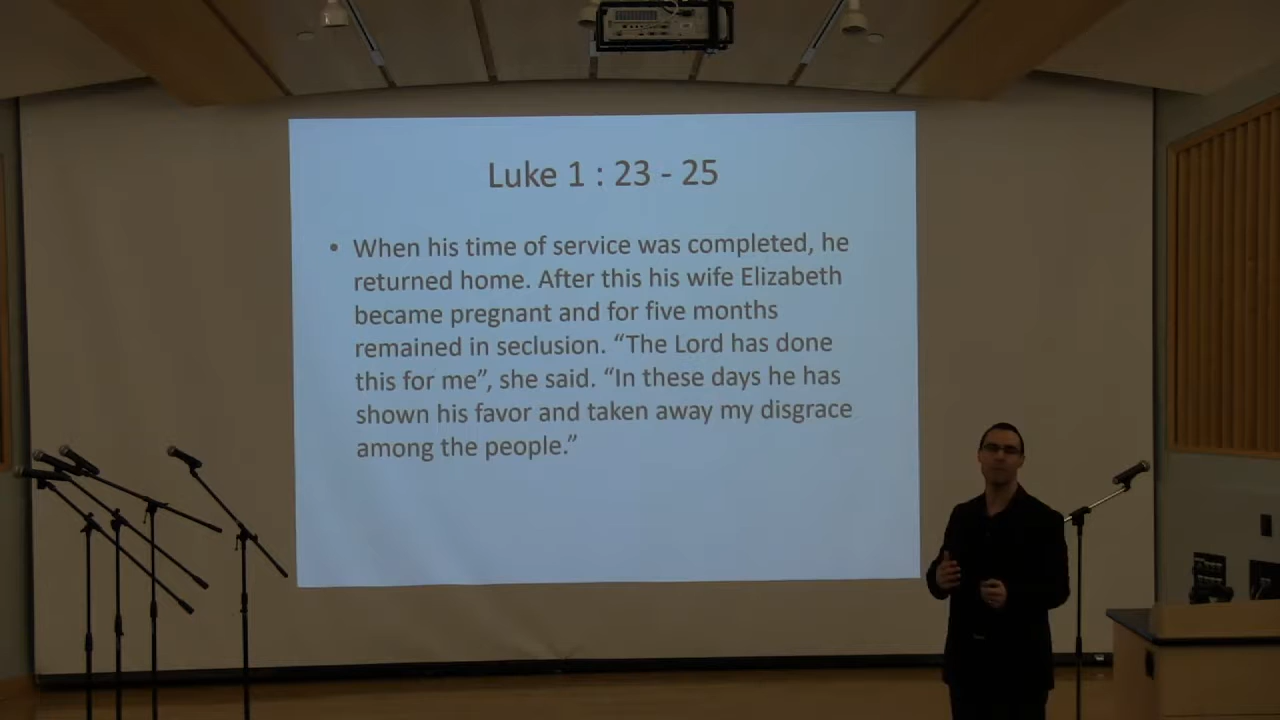 Luke 1 : 23 - 25
• When his time of service was completed, he
returned home. After this his wife Elizabeth
became pregnant and for five months
remained in seclusion. “The Lord has done
this for me”, she said. “In these days he has
shown his favor and taken away my disgrace
among the people.”